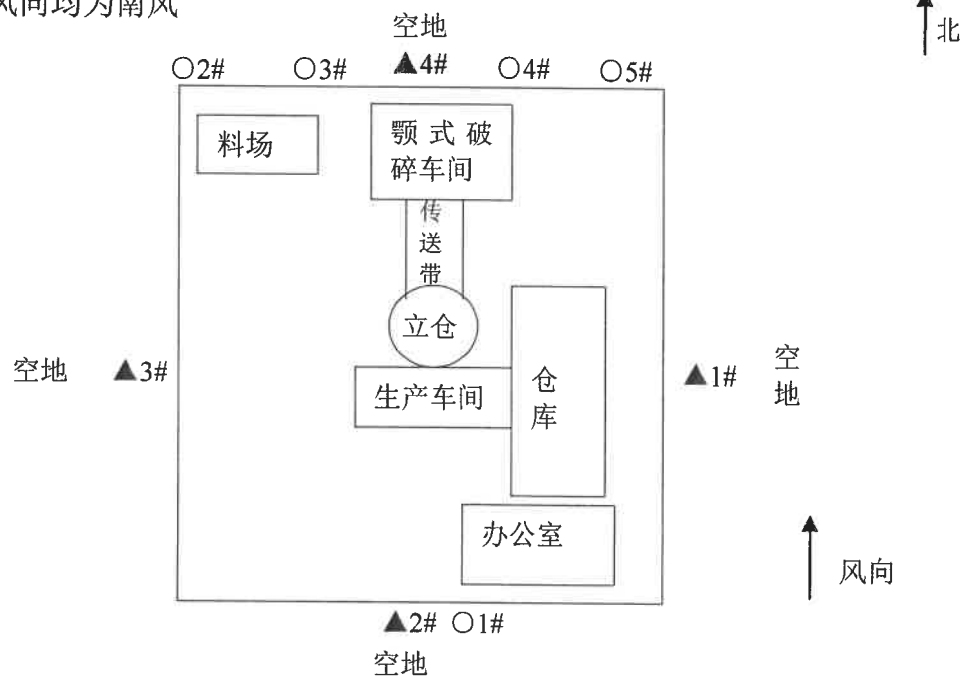 风向均为南风
北
空地
○2# ○3# ▲4# ○4# ○5#
料场
颚式破
碎车间
传
送
带
立仓
空地 ▲3#
▲1# 空
地
生产车间
仓
库
办公室
风向
▲2# ○1#
空地